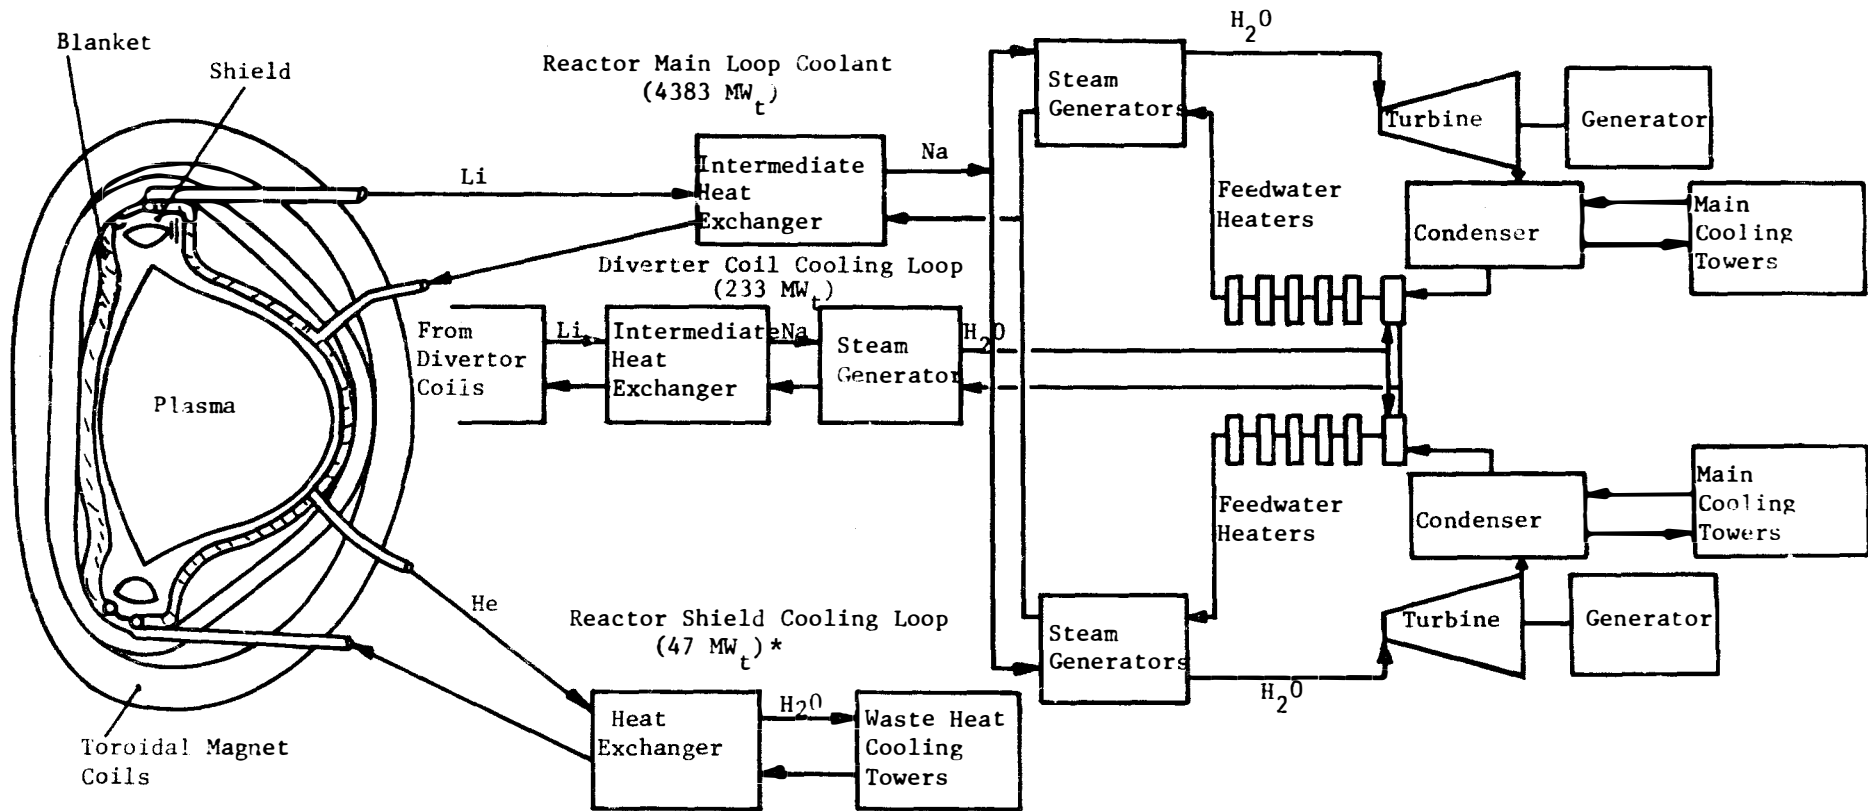 Blanket
Shield
Reactor Main Loop Coolant
(4383 MWt)
H2O
Steam
Generators
Turbine
Generator
Li
Intermediate
Heat
Exchanger
Na
Feedwater
Heaters
Condenser
Main
Cooling
Towers
Diverter Coil Cooling Loop
(233 MWt)
From
Divertor
Coils
Li
Intermediate
Heat
Exchanger
Na
Steam
Generator
H2O
Plasma
Feedwater
Heaters
Condenser
Main
Cooling
Towers
He
Reactor Shield Cooling Loop
(47 MWt)*
Steam
Generators
H2O
Turbine
Generator
Heat
Exchanger
H2O
Waste Heat
Cooling
Towers
Toroidal Magnet
Coils